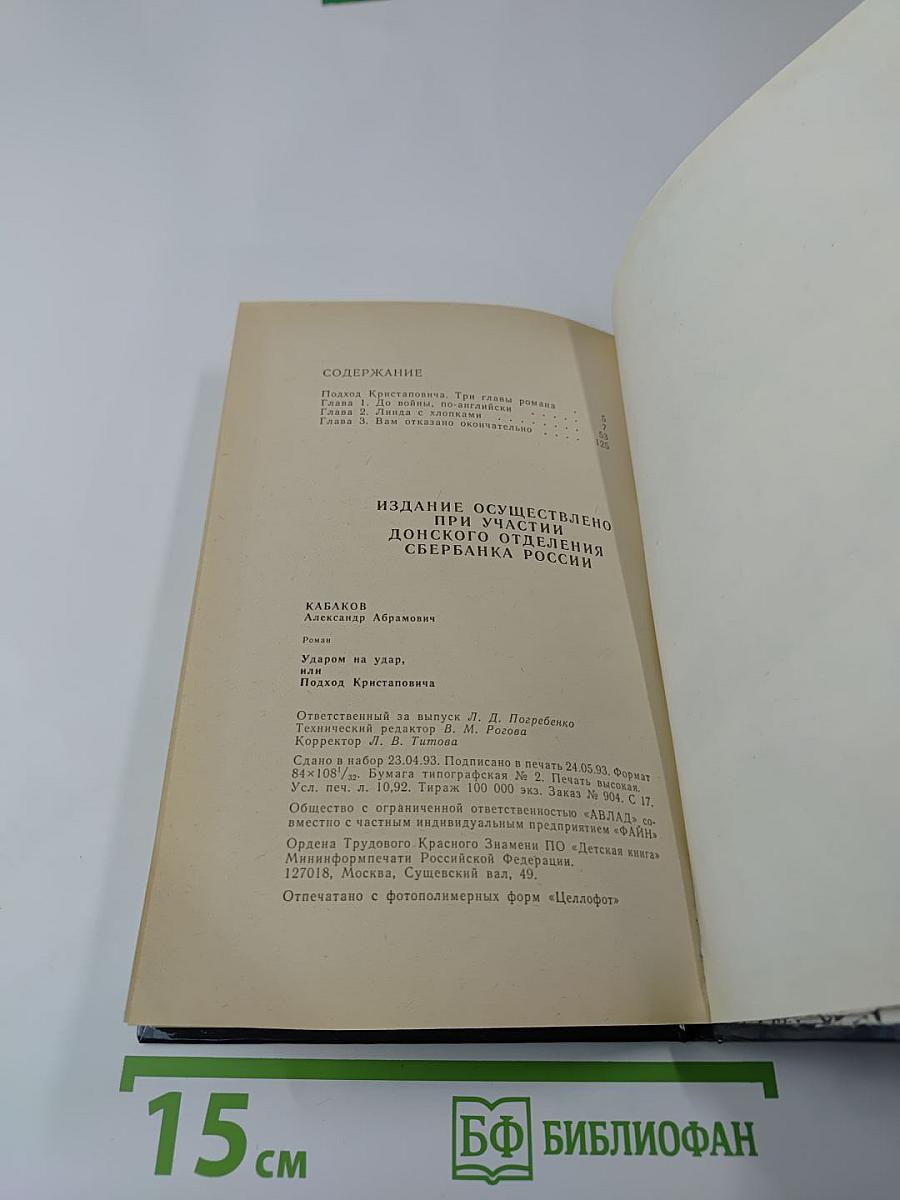 СОДЕРЖАНИЕ
Подход Кристаповича. Три главы романа . 5
Глава 1. До войны, по-английски . . . . . 7
Глава 2. Линда с хлопками . . . . . . . . 53
Глава 3. Вам отказано окончательно . . . . 125
ИЗДАНИЕ ОСУЩЕСТВЛЕНО
ПРИ УЧАСТИИ
ДОНСКОГО ОТДЕЛЕНИЯ
СБЕРБАНКА РОССИИ
КАБАКОВ
Александр Абрамович
Роман
Ударом на удар,
или
Подход Кристаповича
Ответственный за выпуск Л. Д. Погребенко
Технический редактор В. М. Рогова
Корректор Л. В. Титова
Сдано в набор 23.04.93. Подписано в печать 24.05.93. Формат
84×108¹/₃₂. Бумага типографская № 2. Печать высокая.
Усл. печ. л. 10,92. Тираж 100 000 экз. Заказ № 904. С 17.
Общество с ограниченной ответственностью «АВЛАД» со-
вместно с частным индивидуальным предприятием «ФАЙН»
Ордена Трудового Красного Знамени ПО «Детская книга»
Мининформпечати Российской Федерации.
127018, Москва, Сущевский вал, 49.
Отпечатано с фотополимерных форм «Целлофот»
15 см
БФ БИБЛИОФАН